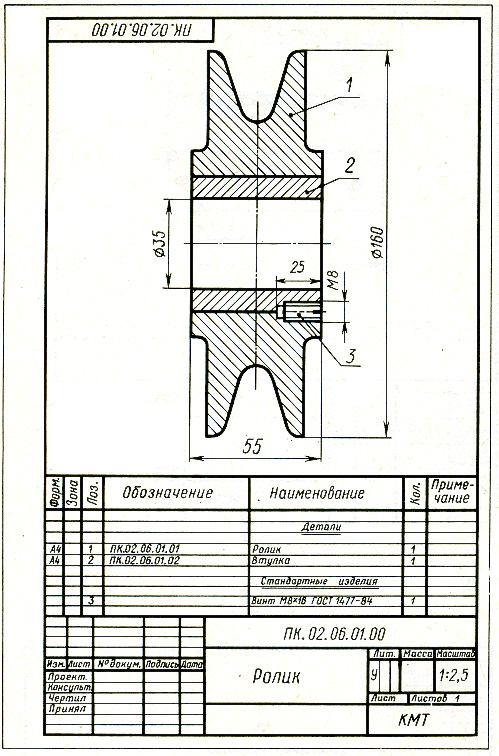 ПК.02.06.01.00
1
2
Ø35
25
М8
Ø160
3
55
Форм. Зона Поз. Обозначение Наименование Кол. Приме-
чание
Детали
А4 1 ПК.02.06.01.01 Ролик 1
А4 2 ПК.02.06.01.02 Втулка 1
Стандартные изделия
3 Винт М8×16 ГОСТ 1477-84 1
ПК.02.06.01.00
Изм. Лист № докум. Подпись Дата
Проект.
Консульт.
Чертил
Принял
Ролик
Лит. Масса Масштаб
У 1:2,5
Лист Листов 1
КМТ